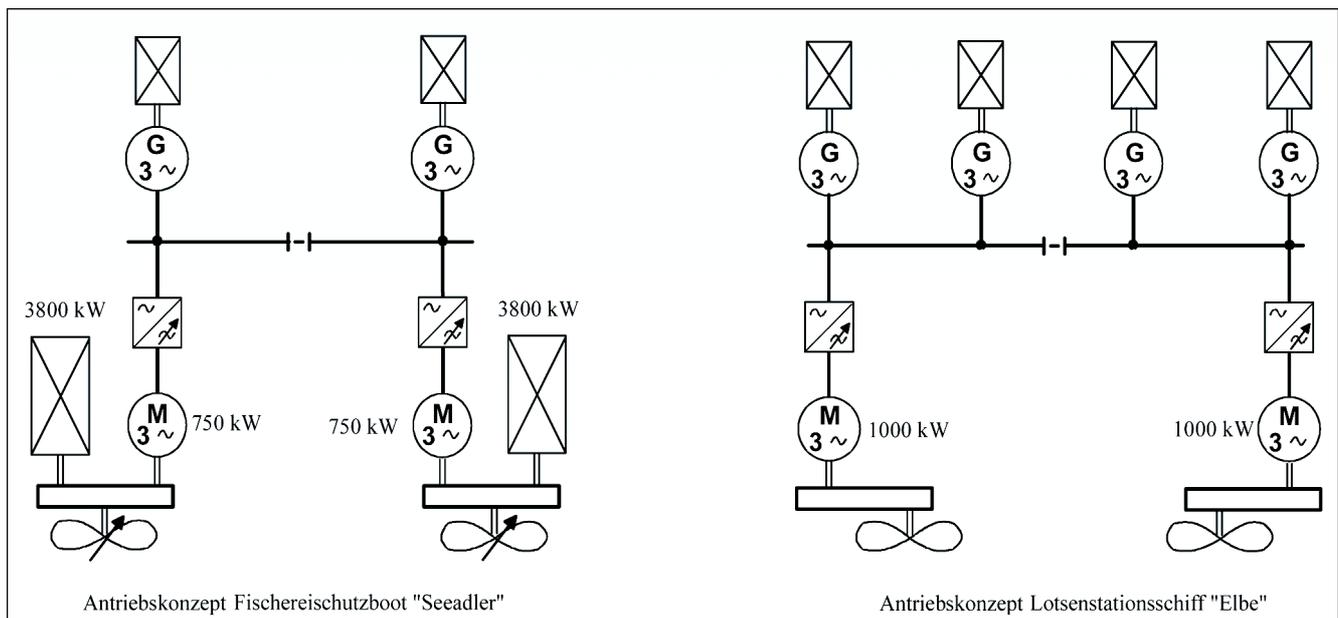 G
3 ~
G
3 ~
3800 kW
3800 kW
M
3 ~
750 kW
750 kW
M
3 ~
Antriebskonzept Fischereischutzboot "Seeadler"
G
3 ~
G
3 ~
G
3 ~
G
3 ~
M
3 ~
1000 kW
1000 kW
M
3 ~
Antriebskonzept Lotsenstationsschiff "Elbe"